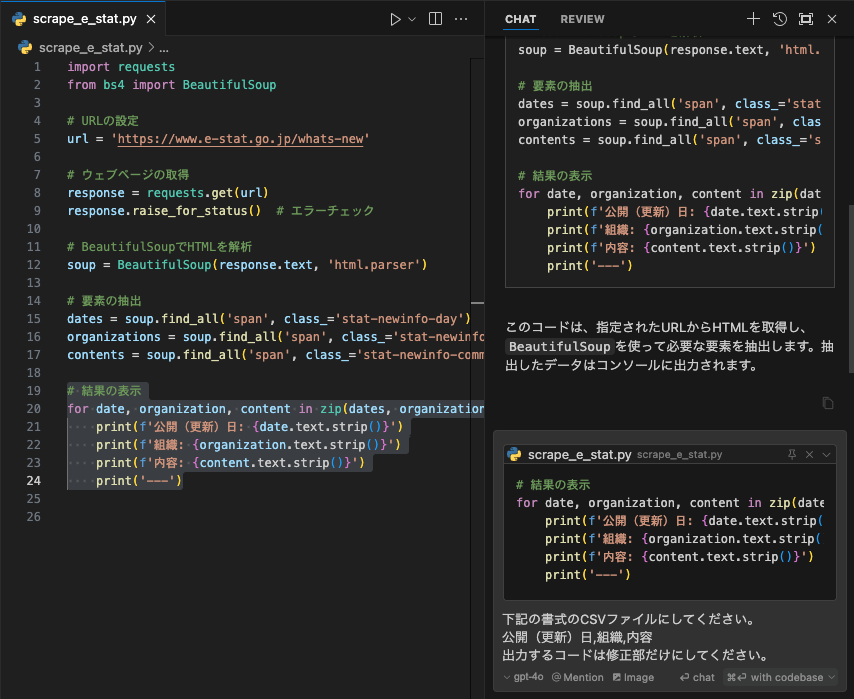 scrape_e_stat.py
scrape_e_stat.py > ...
1 import requests
2 from bs4 import BeautifulSoup
3
4 # URLの設定
5 url = 'https://www.e-stat.go.jp/whats-new'
6
7 # ウェブページの取得
8 response = requests.get(url)
9 response.raise_for_status()  # エラーチェック
10
11 # BeautifulSoupでHTMLを解析
12 soup = BeautifulSoup(response.text, 'html.parser')
13
14 # 要素の抽出
15 dates = soup.find_all('span', class_='stat-newinfo-day')
16 organizations = soup.find_all('span', class_='stat-newinfo
17 contents = soup.find_all('span', class_='stat-newinfo-comm
18
19 # 結果の表示
20 for date, organization, content in zip(dates, organization
21 print(f'公開（更新）日: {date.text.strip()}')
22 print(f'組織: {organization.text.strip()}')
23 print(f'内容: {content.text.strip()}')
24 print('---')
25
26
CHAT REVIEW
soup = BeautifulSoup(response.text, 'html.
# 要素の抽出
dates = soup.find_all('span', class_='stat
organizations = soup.find_all('span', clas
contents = soup.find_all('span', class_='s
# 結果の表示
for date, organization, content in zip(dat
print(f'公開（更新）日: {date.text.strip(
print(f'組織: {organization.text.strip(
print(f'内容: {content.text.strip()}')
print('---')
このコードは、指定されたURLからHTMLを取得し、
BeautifulSoup を使って必要な要素を抽出します。抽
出したデータはコンソールに出力されます。
scrape_e_stat.py scrape_e_stat.py
# 結果の表示
for date, organization, content in zip(date
print(f'公開（更新）日: {date.text.strip(
print(f'組織: {organization.text.strip(
print(f'内容: {content.text.strip()}')
print('---')
下記の書式のCSVファイルにしてください。
公開（更新）日,組織,内容
出力するコードは修正部だけにしてください。
gpt-4o @ Mention Image ⏎ chat ⌘⏎ with codebase